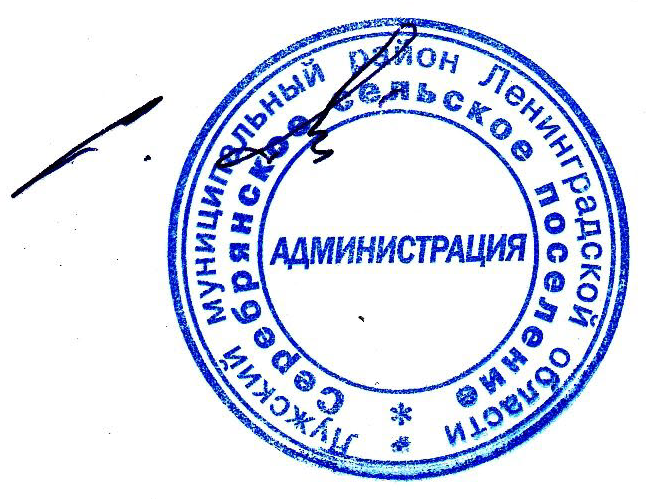 * Лужский муниципальный район Ленинградской области
* Серебрянское сельское поселение
АДМИНИСТРАЦИЯ